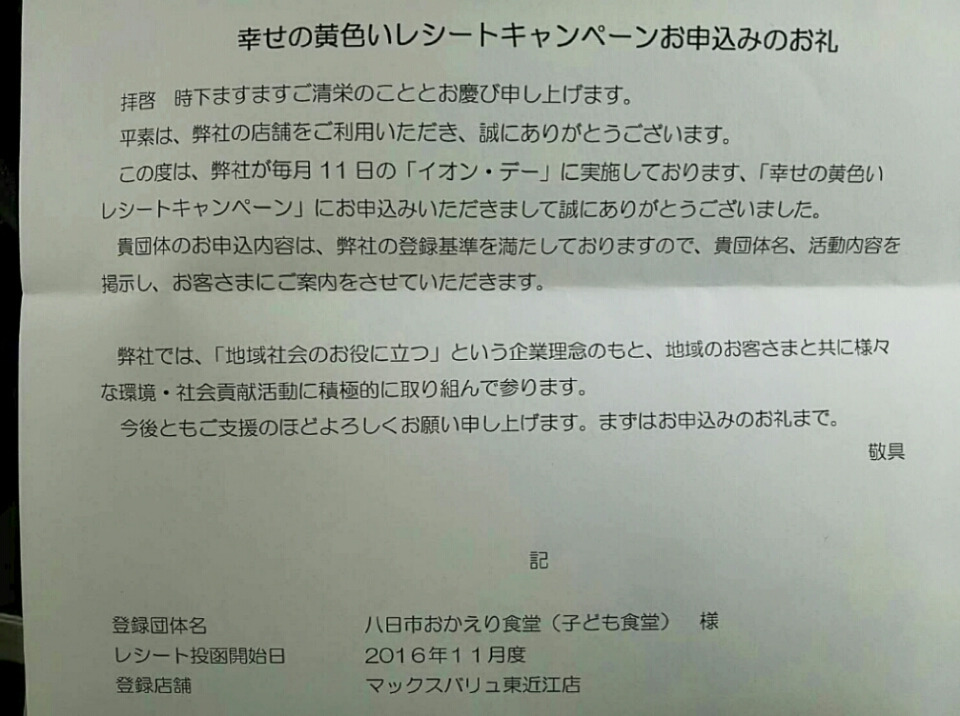 幸せの黄色いレシートキャンペーンお申込みのお礼
拝啓　時下ますますご清栄のこととお慶び申し上げます。
平素は、弊社の店舗をご利用いただき、誠にありがとうございます。
この度は、弊社が毎月11日の「イオン・デー」に実施しております、「幸せの黄色い
レシートキャンペーン」にお申込みいただきまして誠にありがとうございました。
貴団体のお申込内容は、弊社の登録基準を満たしておりますので、貴団体名、活動内容を
掲示し、お客さまにご案内をさせていただきます。
弊社では、「地域社会のお役に立つ」という企業理念のもと、地域のお客さまと共に様々
な環境・社会貢献活動に積極的に取り組んで参ります。
今後ともご支援のほどよろしくお願い申し上げます。まずはお申込みのお礼まで。
敬具
記
登録団体名　八日市おかえり食堂（子ども食堂）　様
レシート投函開始日　2016年11月度
登録店舗　マックスバリュ東近江店